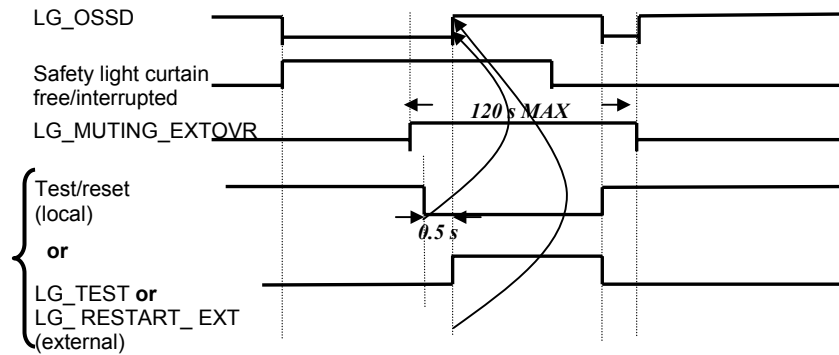 LG_OSSD
Safety light curtain
free/interrupted
120 s MAX
LG_MUTING_EXTOVR
Test/reset
(local)
0.5 s
or
LG_TEST or
LG_ RESTART_ EXT
(external)